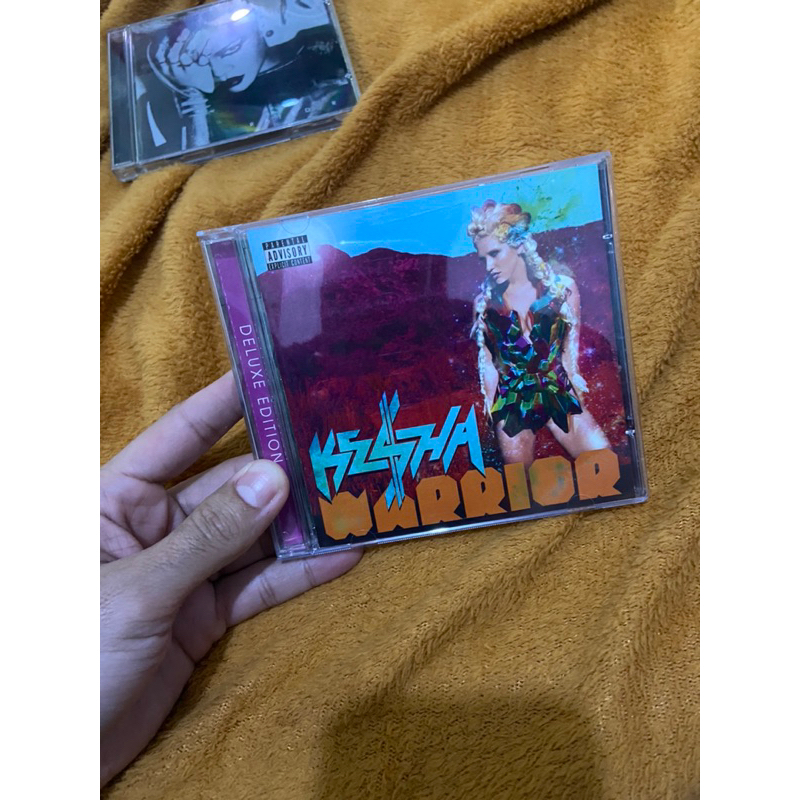 PARENTAL
ADVISORY
EXPLICIT CONTENT
DELUXE EDITION
KE$HA
WARRIOR